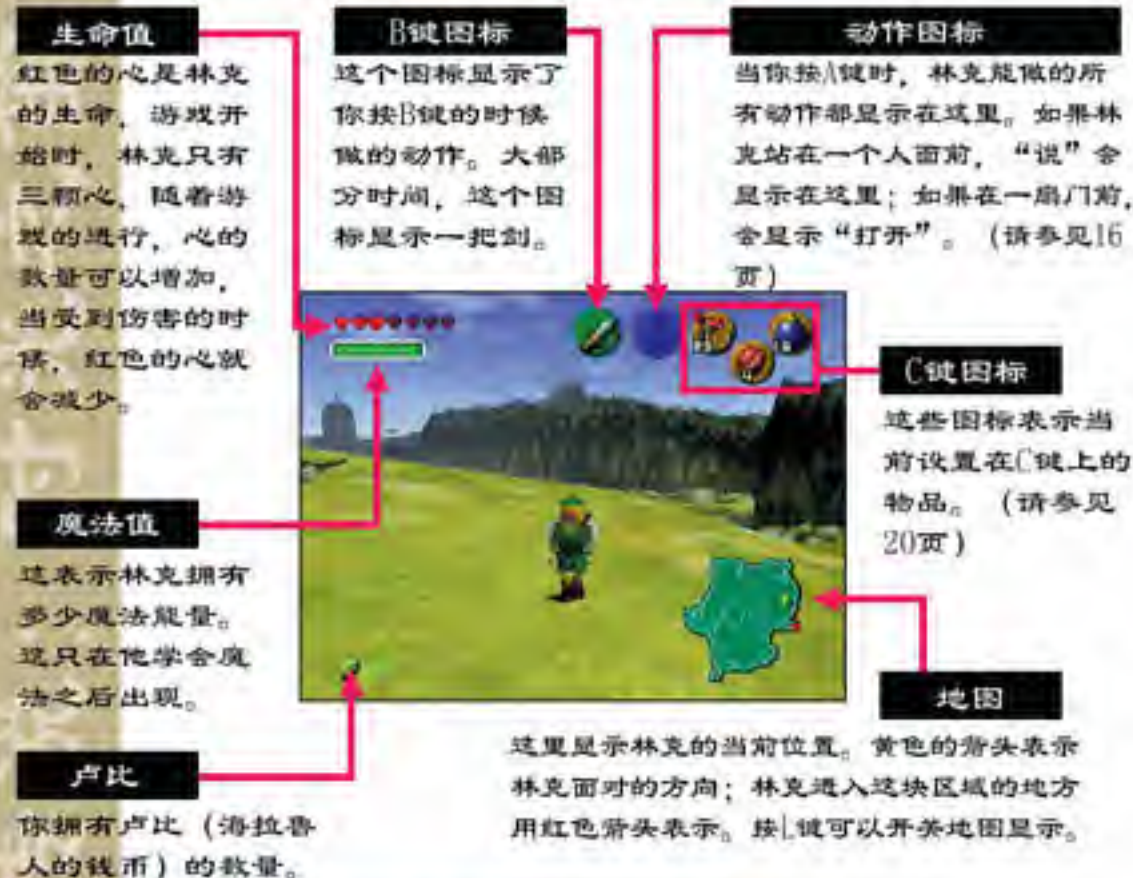 生命值
红色的心是林克
的生命，游戏开
始时，林克只有
三颗心，随着游
戏的进行，心的
数量可以增加，
当受到伤害的时
候，红色的心就
会减少。
B键图标
这个图标显示了
你按B键的时候
做的动作。大部
分时间，这个图
标显示一把剑。
动作图标
当你按A键时，林克能做的所
有动作都显示在这里。如果林
克站在一个人面前，“说”会
显示在这里；如果在一扇门前，
会显示“打开”。（请参见16
页）
C键图标
这些图标表示当
前设置在C键上的
物品。（请参见
20页）
魔法值
这表示林克拥有
多少魔法能量。
这只在他学会魔
法之后出现。
地图
这里显示林克的当前位置。黄色的箭头表示
林克面对的方向；林克进入这块区域的地方
用红色箭头表示。按L键可以开关地图显示。
卢比
你拥有卢比（海拉鲁
人的钱币）的数量。